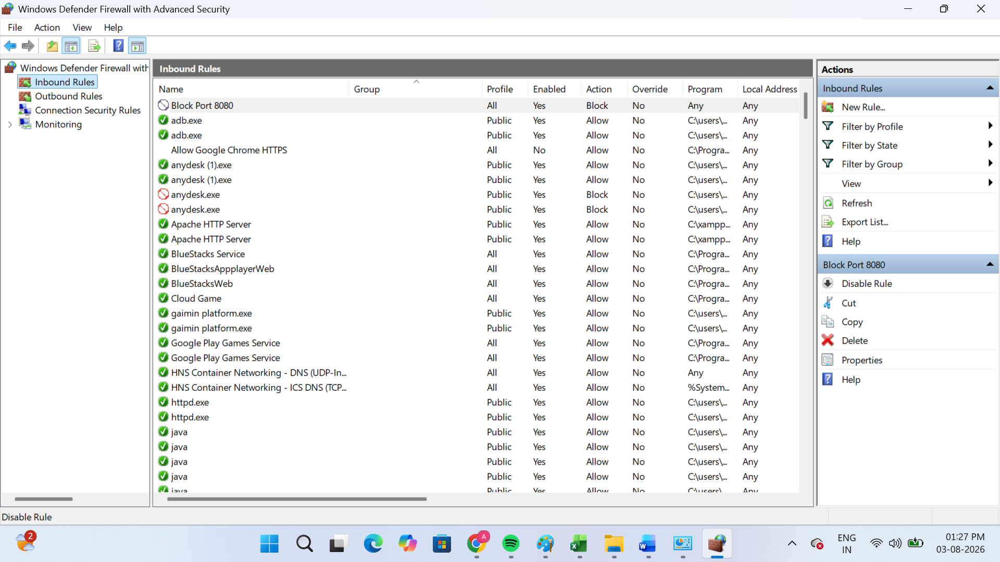 Windows Defender Firewall with Advanced Security
File Action View Help
Windows Defender Firewall with
Inbound Rules
Outbound Rules
Connection Security Rules
Monitoring
Inbound Rules
Name Group Profile Enabled Action Override Program Local Address
Block Port 8080 All Yes Block No Any Any
adb.exe Public Yes Allow No C:\users\... Any
adb.exe Public Yes Allow No C:\users\... Any
Allow Google Chrome HTTPS All No Allow No C:\Progra... Any
anydesk (1).exe Public Yes Allow No C:\users\... Any
anydesk (1).exe Public Yes Allow No C:\users\... Any
anydesk.exe Public Yes Block No C:\users\... Any
anydesk.exe Public Yes Block No C:\users\... Any
Apache HTTP Server Public Yes Allow No C:\xampp... Any
Apache HTTP Server Public Yes Allow No C:\xampp... Any
BlueStacks Service All Yes Allow No C:\Progra... Any
BlueStacksAppplayerWeb All Yes Allow No C:\Progra... Any
BlueStacksWeb All Yes Allow No C:\Progra... Any
Cloud Game All Yes Allow No C:\Progra... Any
gaimin platform.exe Public Yes Allow No C:\users\... Any
gaimin platform.exe Public Yes Allow No C:\users\... Any
Google Play Games Service All Yes Allow No C:\Progra... Any
Google Play Games Service All Yes Allow No C:\Progra... Any
HNS Container Networking - DNS (UDP-In... All Yes Allow No Any Any
HNS Container Networking - ICS DNS (TCP... All Yes Allow No %System... Any
httpd.exe Public Yes Allow No C:\users\... Any
httpd.exe Public Yes Allow No C:\users\... Any
java Public Yes Allow No C:\users\... Any
java Public Yes Allow No C:\users\... Any
java Public Yes Allow No C:\users\... Any
java Public Yes Allow No C:\users\... Any
java Public Yes Allow No C:\users\... Any
Actions
Inbound Rules
New Rule...
Filter by Profile
Filter by State
Filter by Group
View
Refresh
Export List...
Help
Block Port 8080
Disable Rule
Cut
Copy
Delete
Properties
Help
Disable Rule
2
A
ENG
IN
01:27 PM
03-08-2026